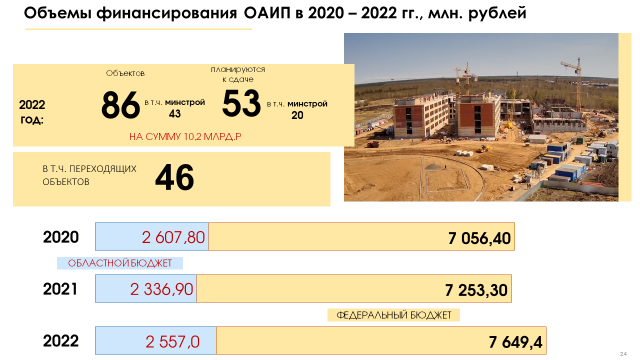 Объемы финансирования ОАИП в 2020 – 2022 гг., млн. рублей
2022 год:
Объектов
86
в т.ч. минстрой
43
планируются
к сдаче
53
в т.ч. минстрой
20
НА СУММУ 10,2 МЛРД.Р
В Т.Ч. ПЕРЕХОДЯЩИХ
ОБЪЕКТОВ
46
2020 2 607,80 7 056,40
ОБЛАСТНОЙ БЮДЖЕТ
2021 2 336,90 7 253,30
ФЕДЕРАЛЬНЫЙ БЮДЖЕТ
2022 2 557,0 7 649,4
24